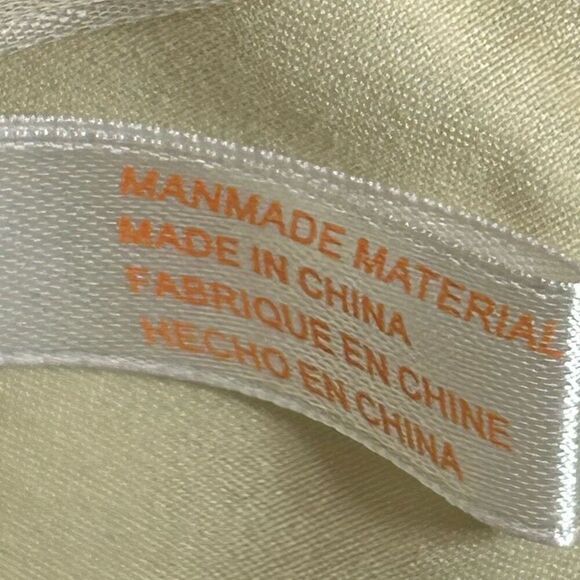 MANMADE MATERIAL
MADE IN CHINA
FABRIQUE EN CHINE
HECHO EN CHINA